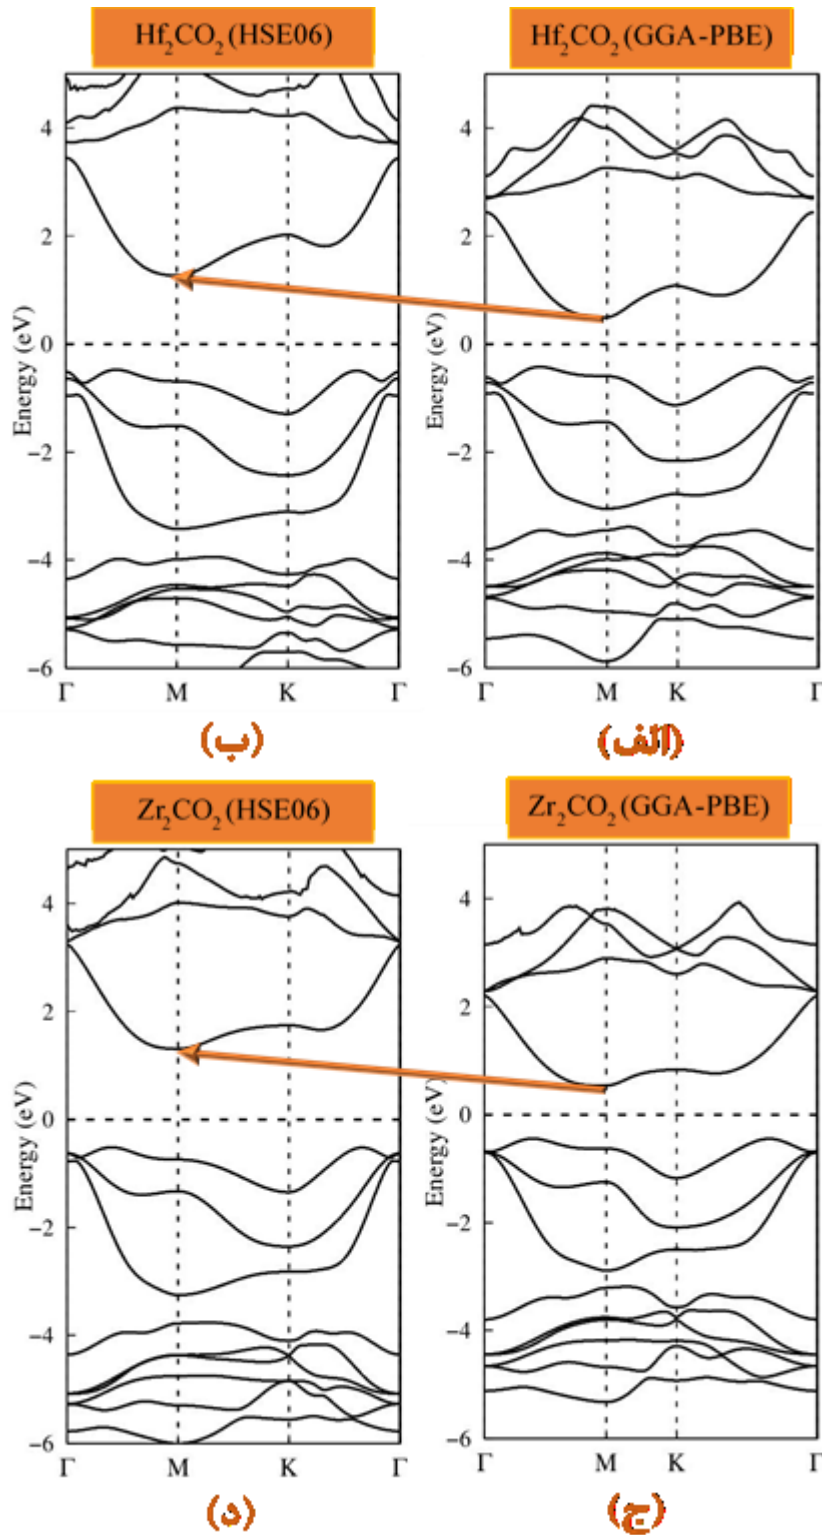 Hf₂CO₂ (HSE06)
Hf₂CO₂ (GGA-PBE)
Energy (eV)
4
2
0
−2
−4
−6
Γ M K Γ
Energy (eV)
4
2
0
−2
−4
−6
Γ M K Γ
(ب)
(الف)
Zr₂CO₂ (HSE06)
Zr₂CO₂ (GGA-PBE)
Energy (eV)
4
2
0
−2
−4
−6
Γ M K Γ
Energy (eV)
4
2
0
−2
−4
−6
Γ M K Γ
(د)
(ج)